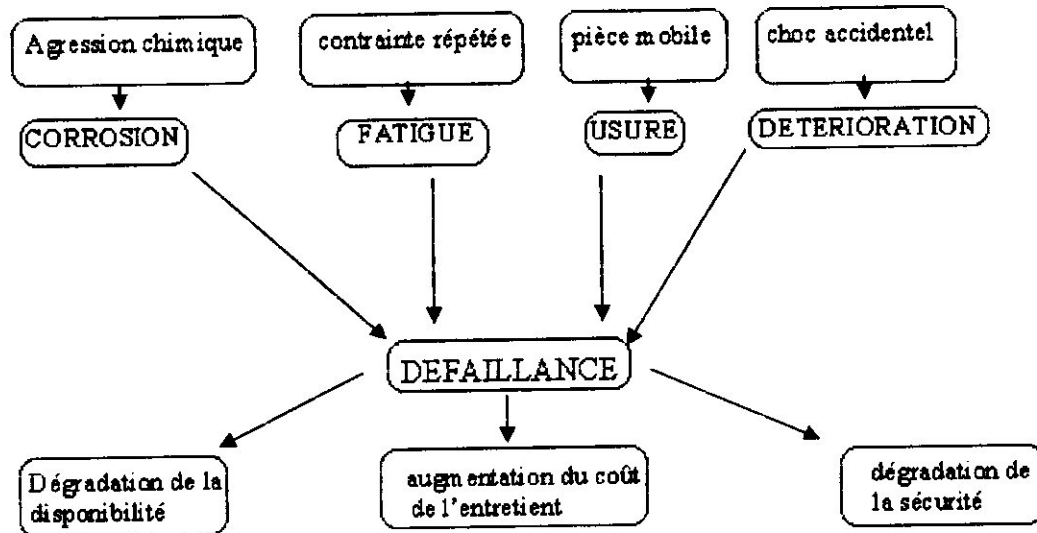 Agression chimique
contrainte répétée
pièce mobile
choc accidentel
CORROSION
FATIGUE
USURE
DETERIORATION
DEFAILLANCE
Dégradation de la
disponibilité
augmentation du coût
de l'entretient
dégradation de
la sécurité